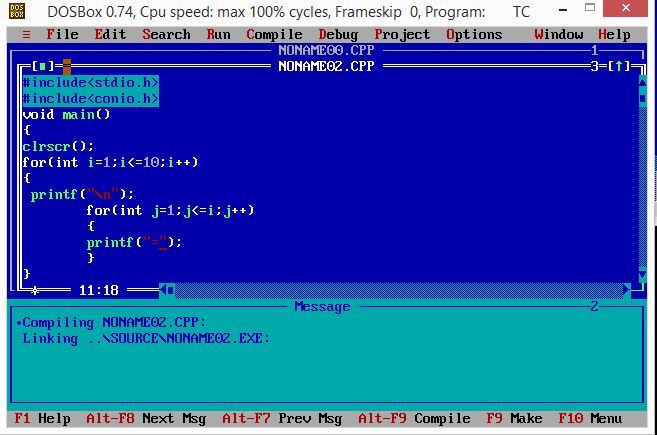 DOSBox 0.74, Cpu speed: max 100% cycles, Frameskip 0, Program: TC
≡ File Edit Search Run Compile Debug Project Options Window Help
NONAME00.CPP 1
[■] NONAME02.CPP 3=[↑]
#include<stdio.h>
#include<conio.h>
void main()
{
clrscr();
for(int i=1;i<=10;i++)
{
printf("\n");
for(int j=1;j<=i;j++)
{
printf("=");
}
}
11:18
Message 2
•Compiling NONAME02.CPP:
Linking ..\SOURCE\NONAME02.EXE:
F1 Help Alt-F8 Next Msg Alt-F7 Prev Msg Alt-F9 Compile F9 Make F10 Menu